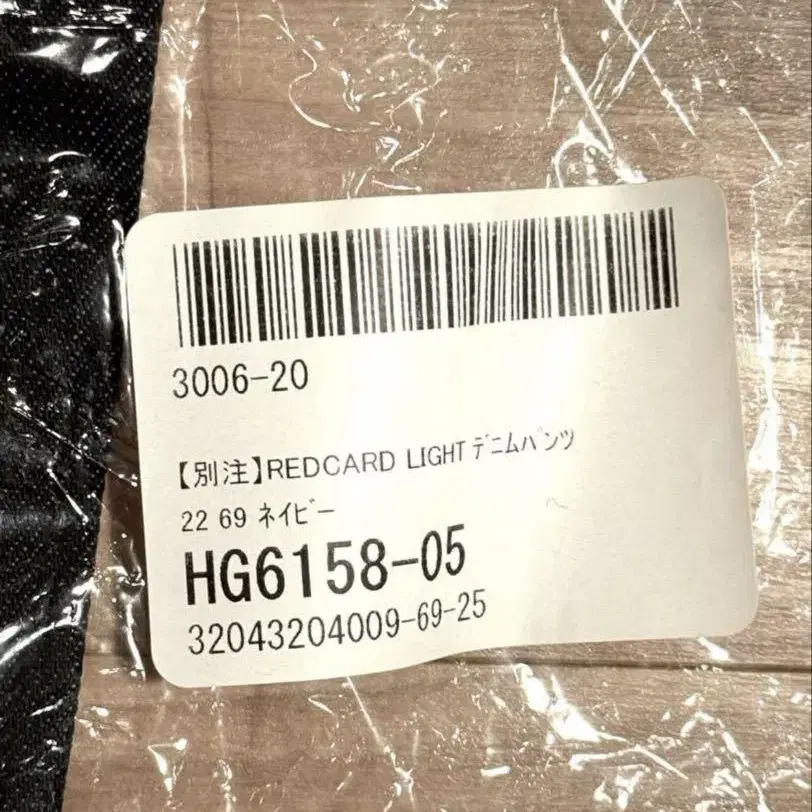 3006-20
【別注】REDCARD LIGHT ﾃﾞﾆﾑﾊﾟﾝﾂ
22 69 ﾈｲﾋﾞｰ
HG6158-05
32043204009-69-25